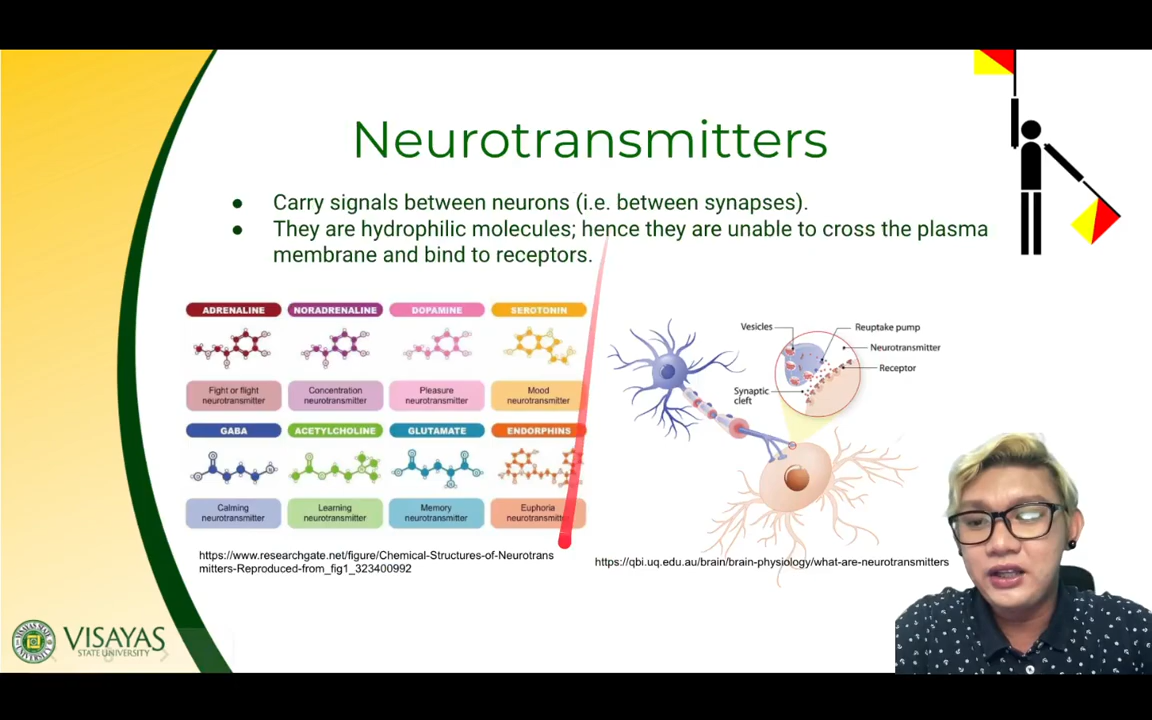 Neurotransmitters
● Carry signals between neurons (i.e. between synapses).
● They are hydrophilic molecules; hence they are unable to cross the plasma
membrane and bind to receptors.
ADRENALINE NORADRENALINE DOPAMINE SEROTONIN
Fight or flight Concentration Pleasure Mood
neurotransmitter neurotransmitter neurotransmitter neurotransmitter
GABA ACETYLCHOLINE GLUTAMATE ENDORPHINS
Calming Learning Memory Euphoria
neurotransmitter neurotransmitter neurotransmitter neurotransmitter
https://www.researchgate.net/figure/Chemical-Structures-of-Neurotrans
mitters-Reproduced-from_fig1_323400992
Vesicles
Reuptake pump
Neurotransmitter
Receptor
Synaptic
cleft
https://qbi.uq.edu.au/brain/brain-physiology/what-are-neurotransmitters
VISAYAS
STATE UNIVERSITY